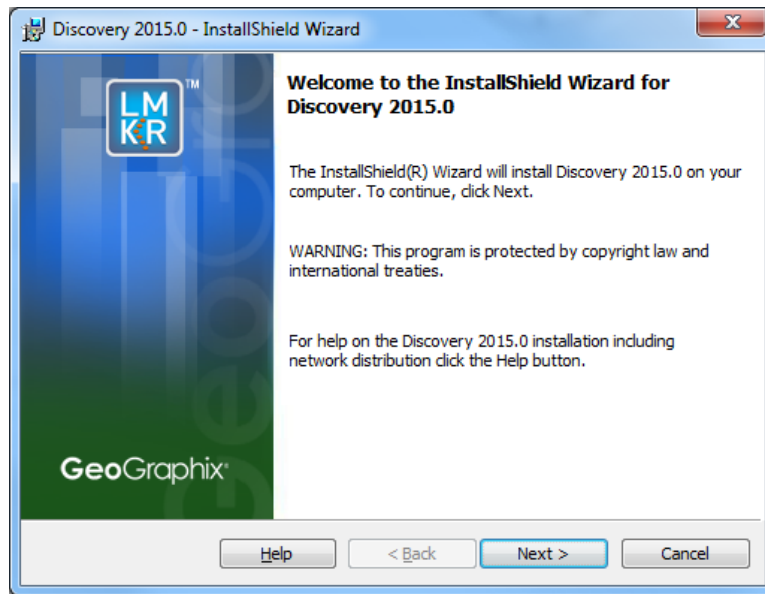 Discovery 2015.0 - InstallShield Wizard
LM
KR
TM
Welcome to the InstallShield Wizard for
Discovery 2015.0
The InstallShield(R) Wizard will install Discovery 2015.0 on your
computer. To continue, click Next.
WARNING: This program is protected by copyright law and
international treaties.
For help on the Discovery 2015.0 installation including
network distribution click the Help button.
GeoGraphix
GeoGra
Help
< Back
Next >
Cancel